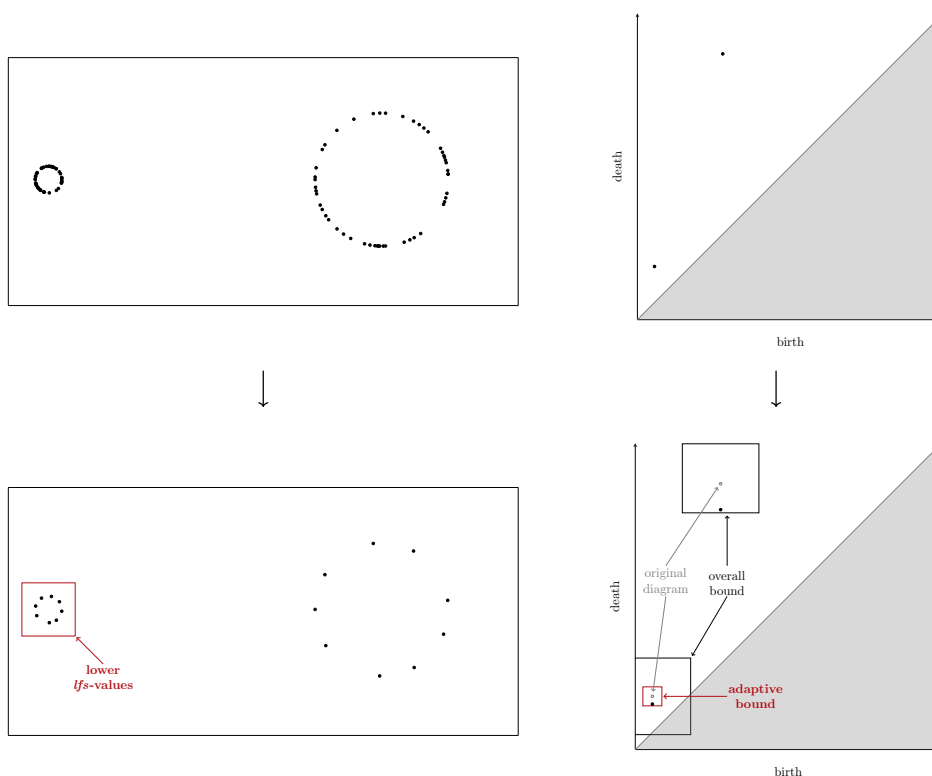 death
birth
lower
lfs-values
original
diagram
overall
bound
death
adaptive
bound
birth